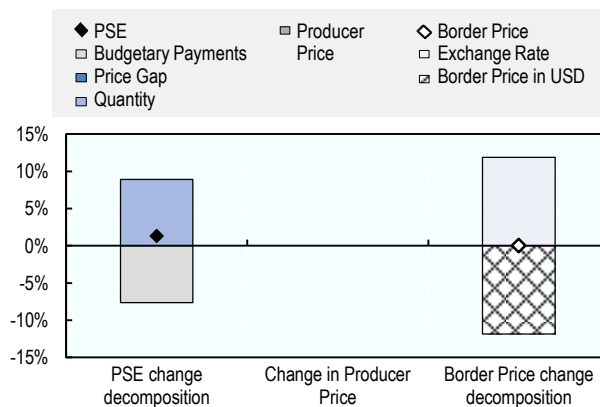 PSE
Budgetary Payments
Price Gap
Quantity
Producer
Price
Border Price
Exchange Rate
Border Price in USD
15%
10%
5%
0%
-5%
-10%
-15%
PSE change
decomposition
Change in Producer
Price
Border Price change
decomposition